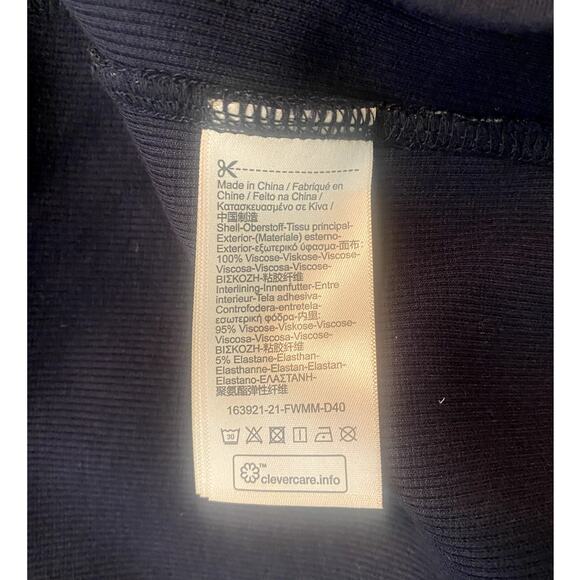 Made in China / Fabriqué en
Chine / Feito na China /
Κατασκευασμένο σε Κίνα /
中国制造
Shell-Oberstoff-Tissu principal-
Exterior-(Materiale) esterno-
Exterior-εξωτερικό ύφασμα-面布:
100% Viscose-Viskose-Viscose-
Viscosa-Viscosa-Viscose-
ΒΙΣΚΟΖΗ-粘胶纤维
Interlining-Innenfutter-Entre
interieur-Tela adhesiva-
Controfodera-entretela-
εσωτερική φόδρα-内里:
95% Viscose-Viskose-Viscose-
Viscosa-Viscosa-Viscose-
ΒΙΣΚΟΖΗ-粘胶纤维
5% Elastane-Elasthan-
Elasthanne-Elastan-Elastan-
Elastano-ΕΛΑΣΤΑΝΗ-
聚氨酯弹性纤维
163921-21-FWMM-D40
30
™ clevercare.info